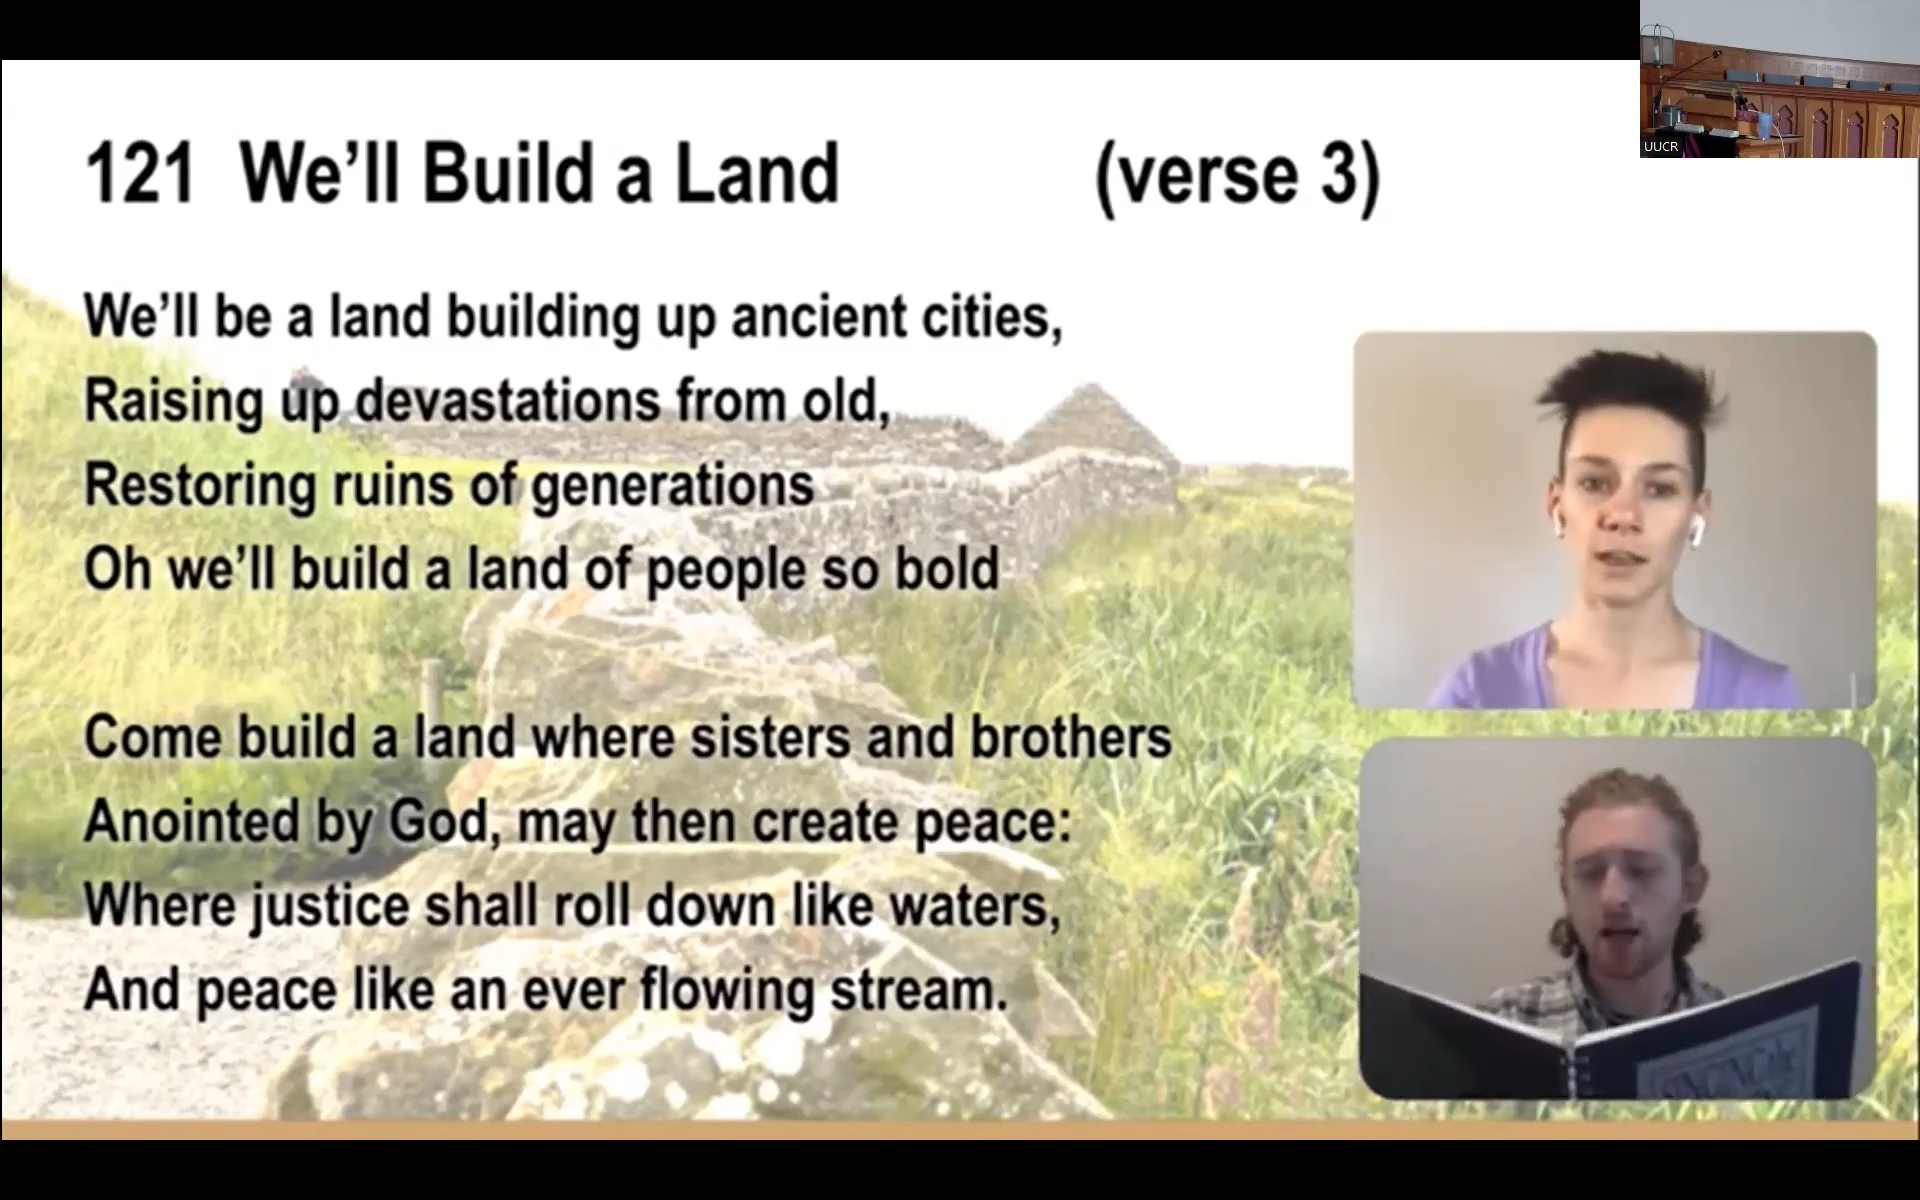 121 We'll Build a Land (verse 3)
We'll be a land building up ancient cities,
Raising up devastations from old,
Restoring ruins of generations
Oh we'll build a land of people so bold
Come build a land where sisters and brothers
Anointed by God, may then create peace:
Where justice shall roll down like waters,
And peace like an ever flowing stream.
UUCR